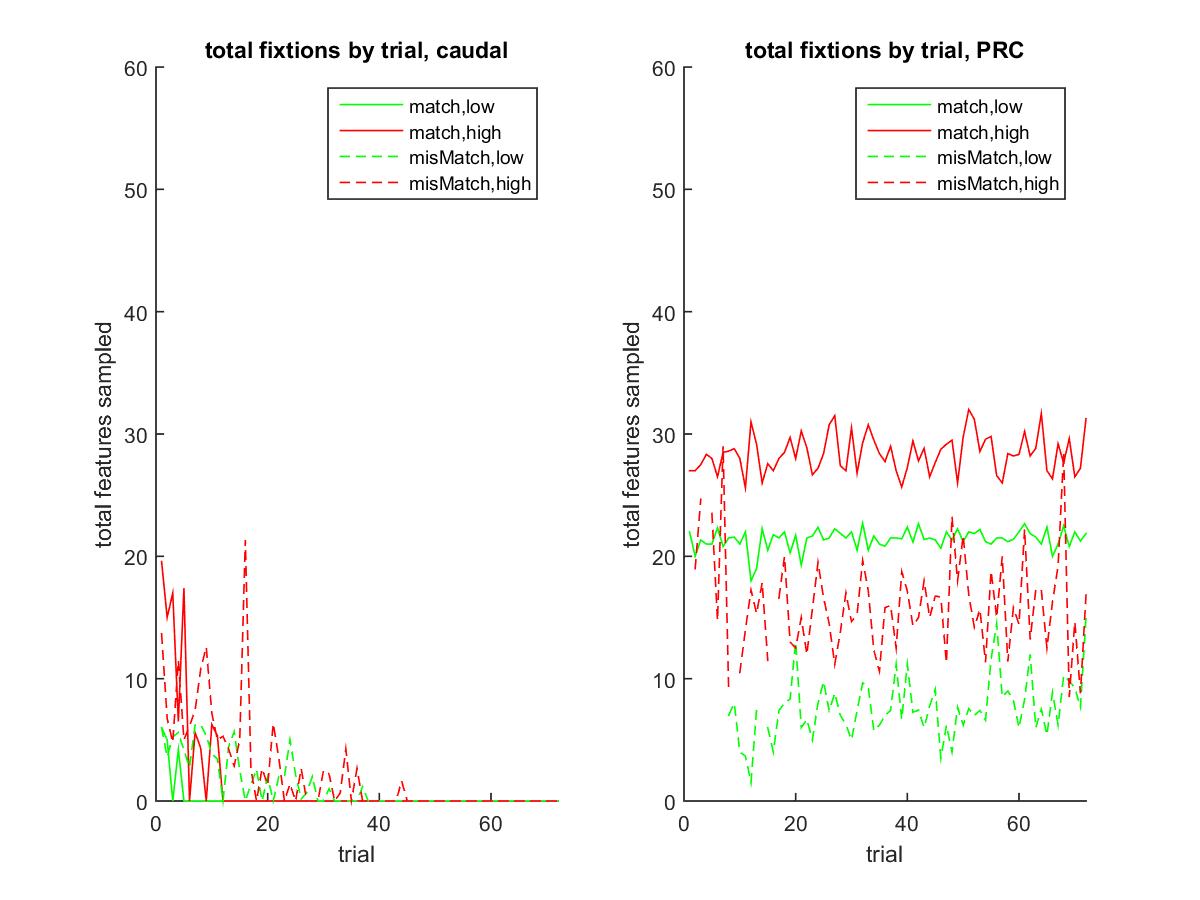 total fixtions by trial, caudal
60
50
40
30
20
10
0
total features sampled
match,low
match,high
misMatch,low
misMatch,high
0 20 40 60
trial
total fixtions by trial, PRC
60
50
40
30
20
10
0
total features sampled
match,low
match,high
misMatch,low
misMatch,high
0 20 40 60
trial